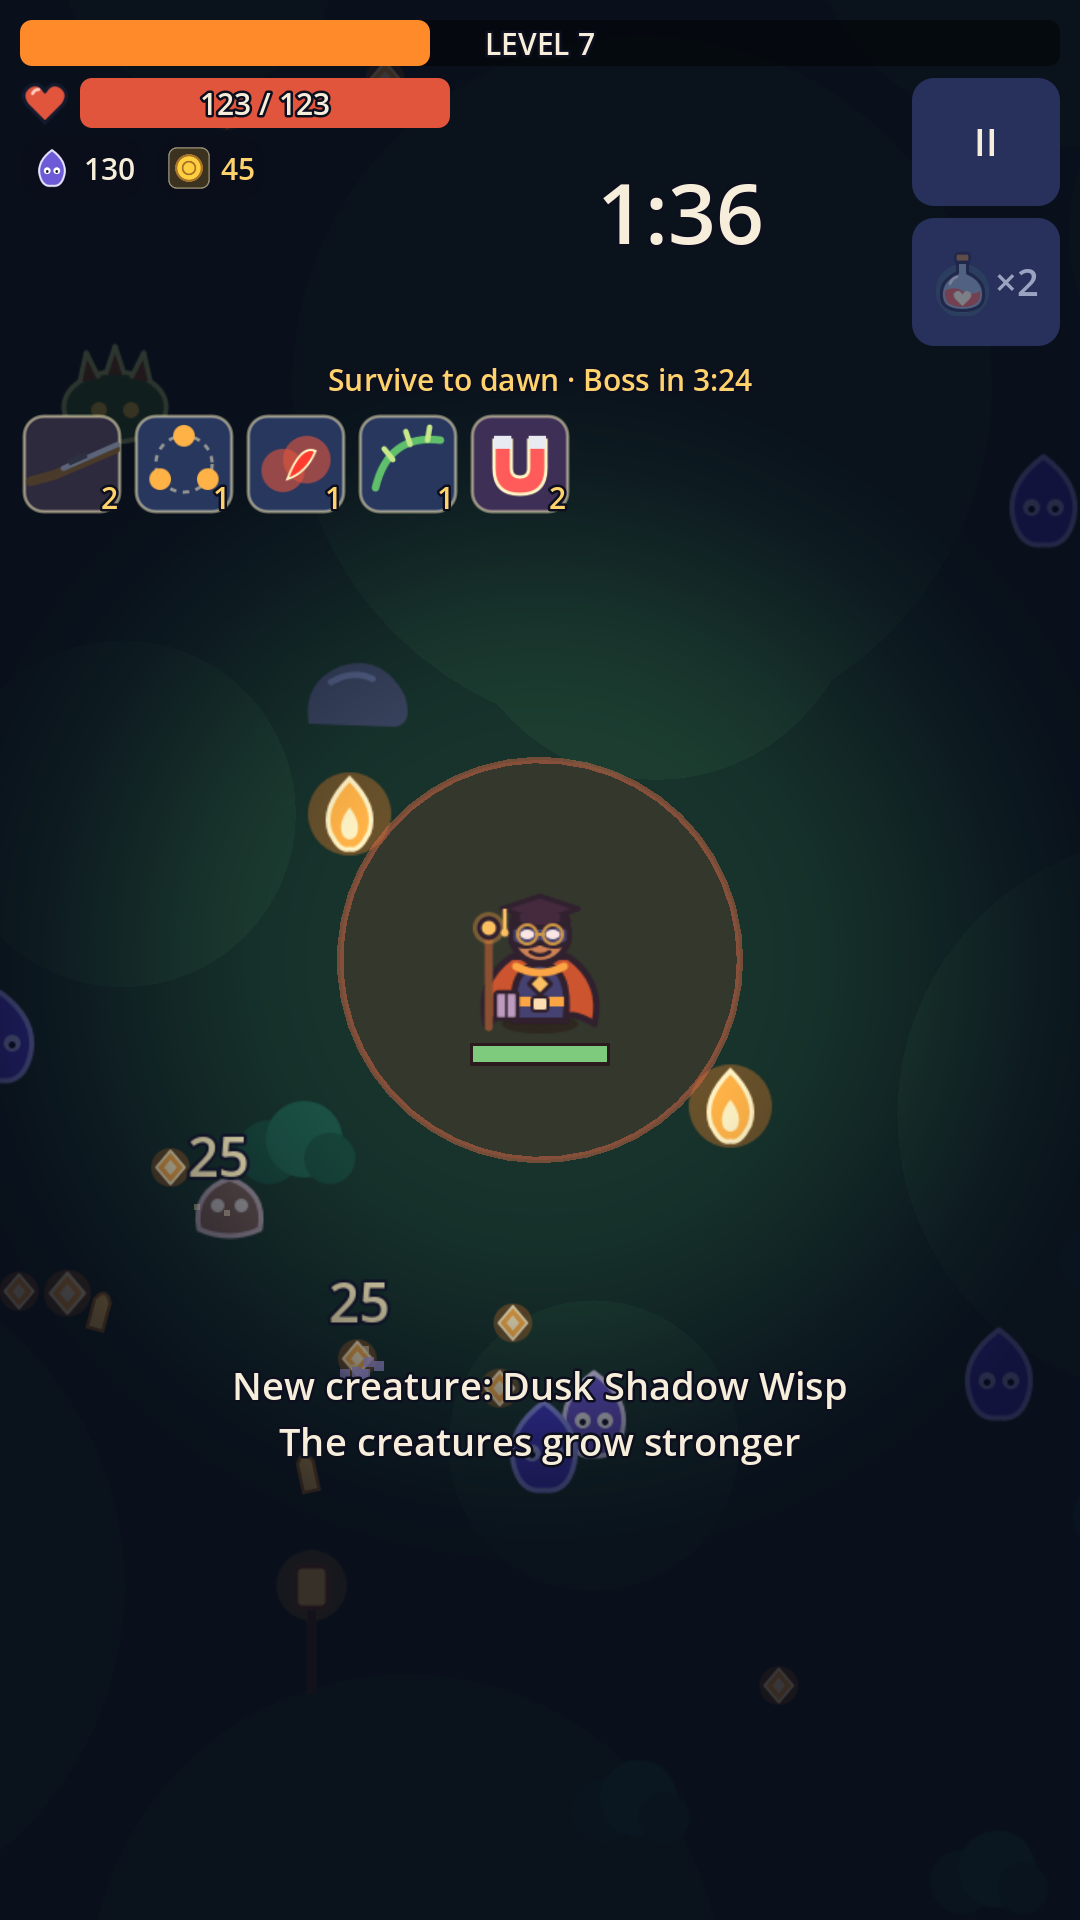 LEVEL 7
123 / 123
130
45
1:36
×2
Survive to dawn · Boss in 3:24
2
1
1
1
2
25
25
New creature: Dusk Shadow Wisp
The creatures grow stronger